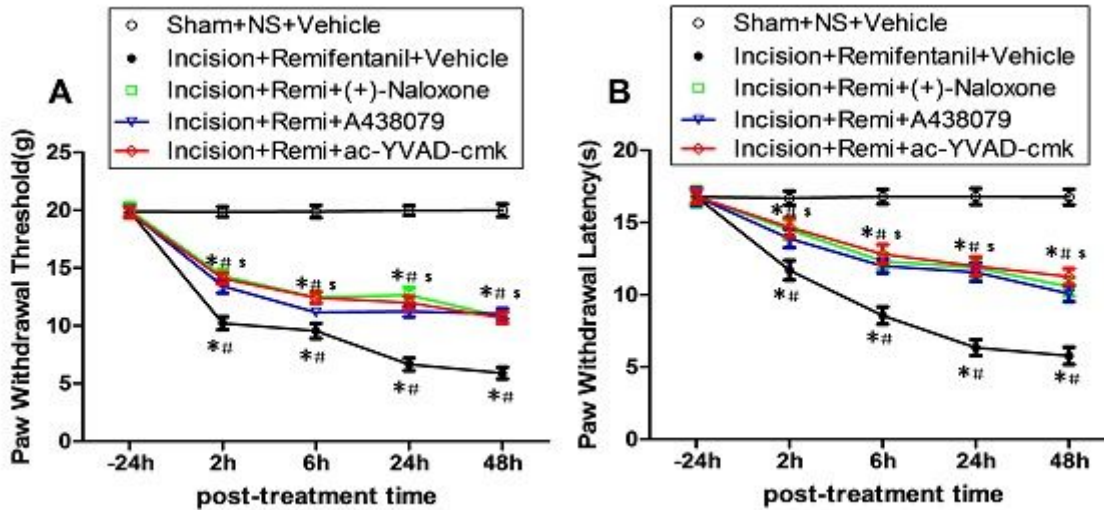 Sham+NS+Vehicle
Incision+Remifentanil+Vehicle
Incision+Remi+(+)-Naloxone
Incision+Remi+A438079
Incision+Remi+ac-YVAD-cmk
A
Paw Withdrawal Threshold(g)
25
20
15
10
5
0
*# $
*# $
*# $
*# $
*#
*#
*#
*#
-24h
2h
6h
24h
48h
post-treatment time
Sham+NS+Vehicle
Incision+Remifentanil+Vehicle
Incision+Remi+(+)-Naloxone
Incision+Remi+A438079
Incision+Remi+ac-YVAD-cmk
B
Paw Withdrawal Latency(s)
20
15
10
5
0
*# $
*# $
*# $
*# $
*#
*#
*#
*#
-24h
2h
6h
24h
48h
post-treatment time